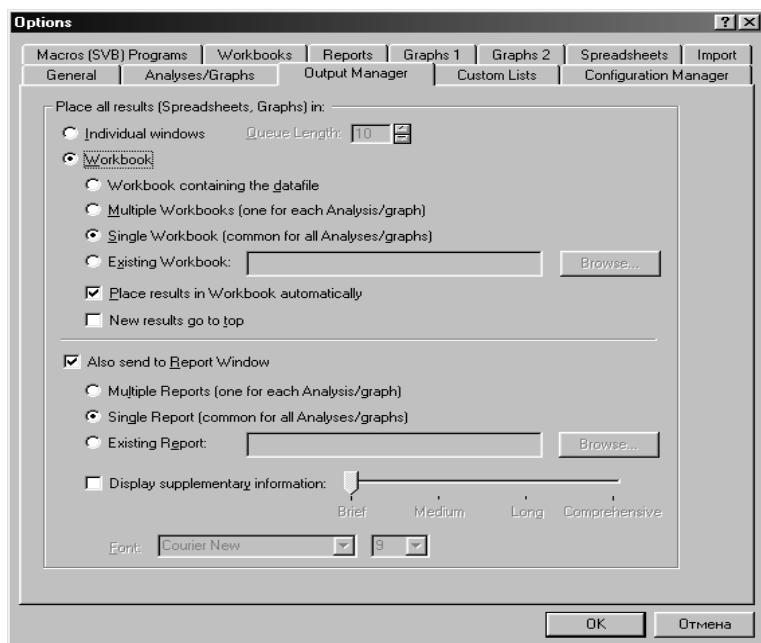 Options
Macros (SVB) Programs Workbooks Reports Graphs 1 Graphs 2 Spreadsheets Import
General Analyses/Graphs Output Manager Custom Lists Configuration Manager
Place all results (Spreadsheets, Graphs) in:
Individual windows Queue Length: 10
Workbook
Workbook containing the datafile
Multiple Workbooks (one for each Analysis/graph)
Single Workbook (common for all Analyses/graphs)
Existing Workbook: Browse...
Place results in Workbook automatically
New results go to top
Also send to Report Window
Multiple Reports (one for each Analysis/graph)
Single Report (common for all Analyses/graphs)
Existing Report: Browse...
Display supplementary information:
Brief Medium Long Comprehensive
Font: Courier New 9
OK Отмена